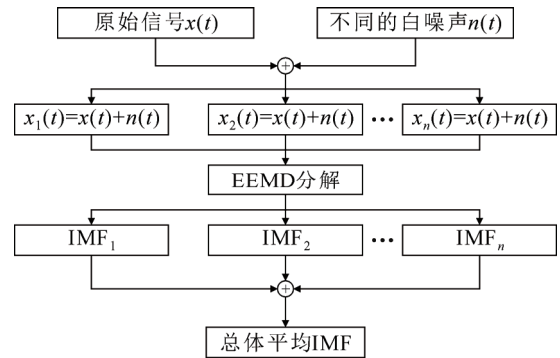 原始信号x(t) 不同的白噪声n(t)
x₁(t)=x(t)+n(t) x₂(t)=x(t)+n(t) ••• xₙ(t)=x(t)+n(t)
EEMD分解
IMF₁ IMF₂ ••• IMFₙ
总体平均IMF